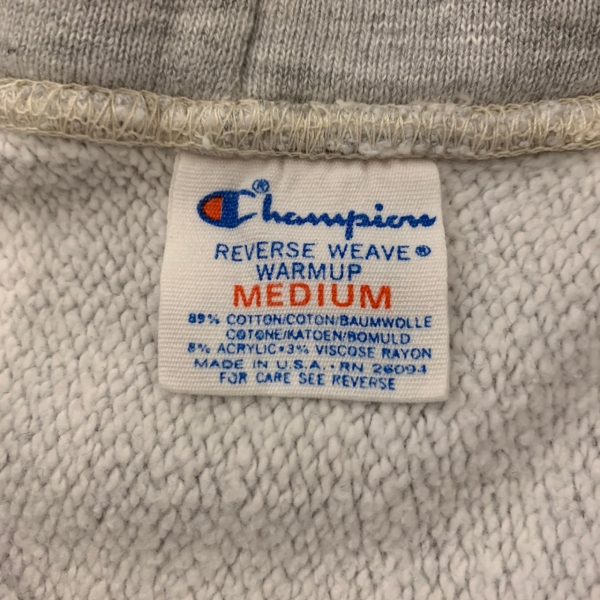 Champion®
REVERSE WEAVE®
WARMUP
MEDIUM
89% COTTON/COTON/BAUMWOLLE
COTONE/KATOEN/BOMULD
8% ACRYLIC•3% VISCOSE RAYON
MADE IN U.S.A.•RN 26094
FOR CARE SEE REVERSE